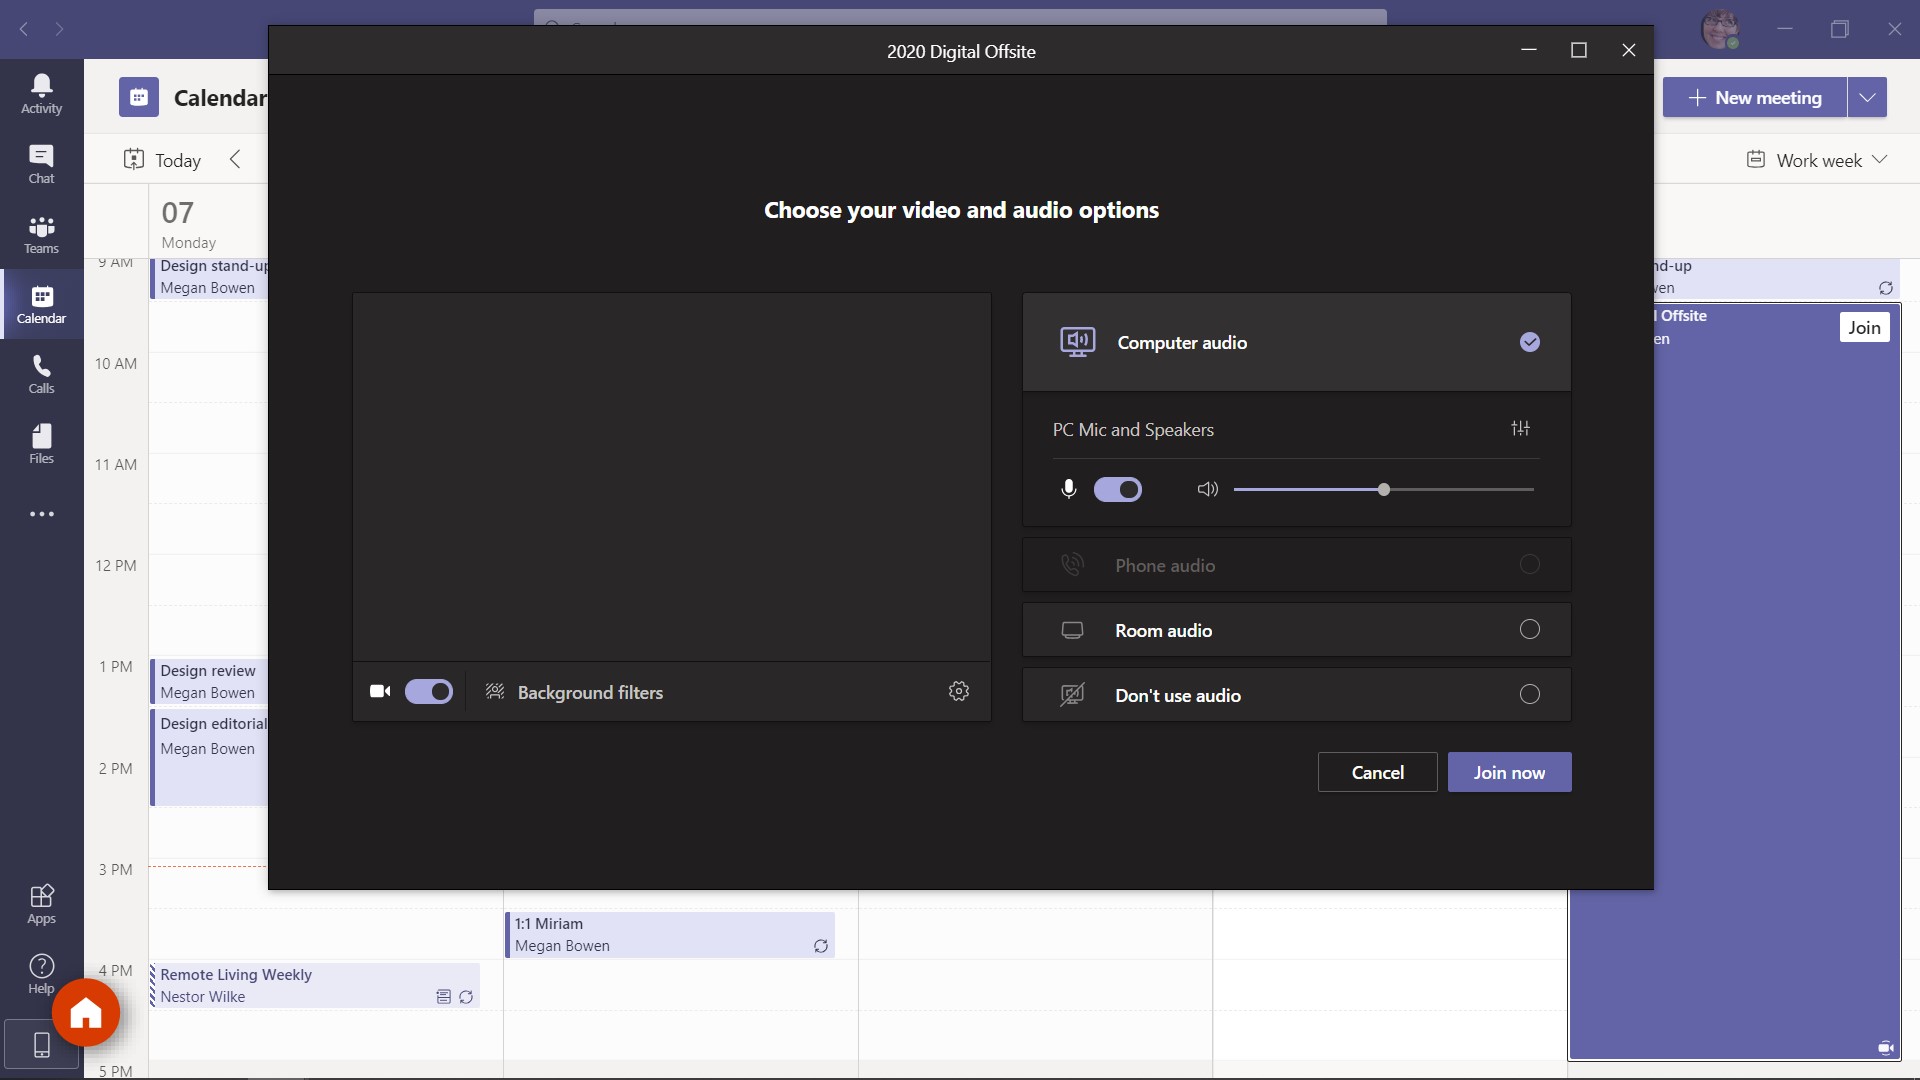 2020 Digital Offsite
Activity
Chat
Teams
Calendar
Calls
Files
Apps
Help
Calendar
New meeting
Today
Work week
07
Monday
9 AM
10 AM
11 AM
12 PM
1 PM
2 PM
3 PM
4 PM
5 PM
Design stand-up
Megan Bowen
Design review
Megan Bowen
Design editorial
Megan Bowen
Remote Living Weekly
Nestor Wilke
1:1 Miriam
Megan Bowen
nd-up
wen
l Offsite
en
Join
Choose your video and audio options
Background filters
Computer audio
PC Mic and Speakers
Phone audio
Room audio
Don't use audio
Cancel
Join now